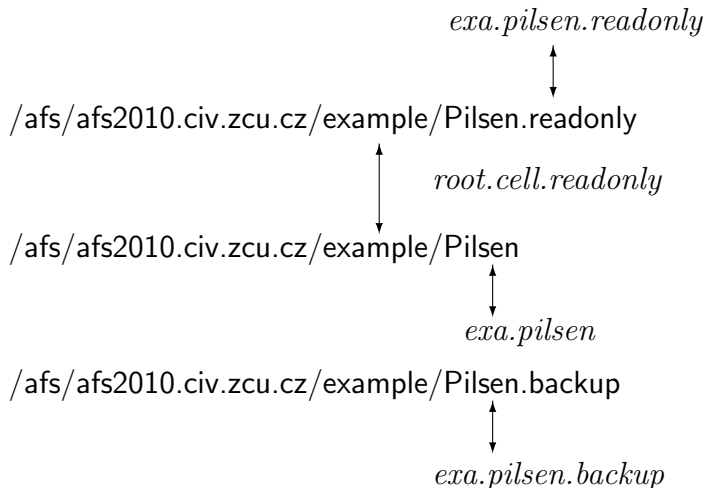 exa.pilsen.readonly
/afs/afs2010.civ.zcu.cz/example/Pilsen.readonly
root.cell.readonly
/afs/afs2010.civ.zcu.cz/example/Pilsen
exa.pilsen
/afs/afs2010.civ.zcu.cz/example/Pilsen.backup
exa.pilsen.backup